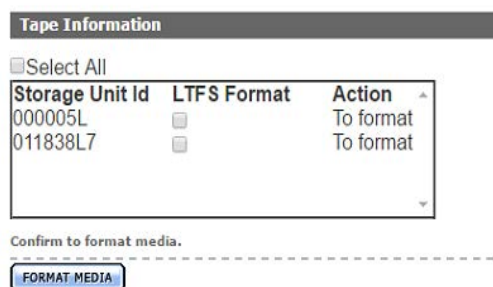 Tape Information
Select All
Storage Unit Id LTFS Format Action
000005L To format
011838L7 To format
Confirm to format media.
FORMAT MEDIA